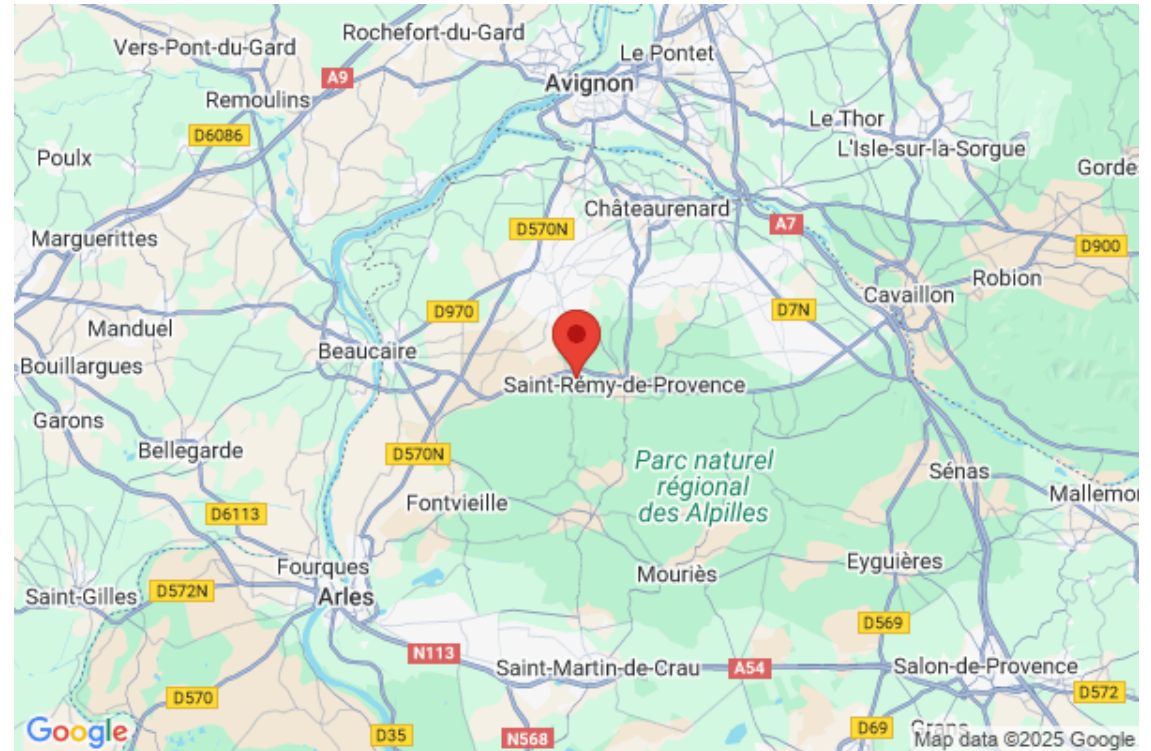 Rochefort-du-Gard
Vers-Pont-du-Gard
Le Pontet
A9
Avignon
Remoulins
Le Thor
D6086
L'Isle-sur-la-Sorgue
Poulx
Gorde
Châteaurenard
A7
D570N
Marguerittes
D900
Robion
Cavaillon
D970
D7N
Manduel
Beaucaire
Bouillargues
Saint-Rémy-de-Provence
Garons
Bellegarde
D570N
Parc naturel
régional
des Alpilles
Sénas
Fontvieille
Mallemor
D6113
Eyguières
Fourques
Mouriès
Saint-Gilles
D572N
Arles
D569
N113
Saint-Martin-de-Crau
A54
Salon-de-Provence
D570
D572
Google
D35
N568
D69
Grans
Map data ©2025 Google